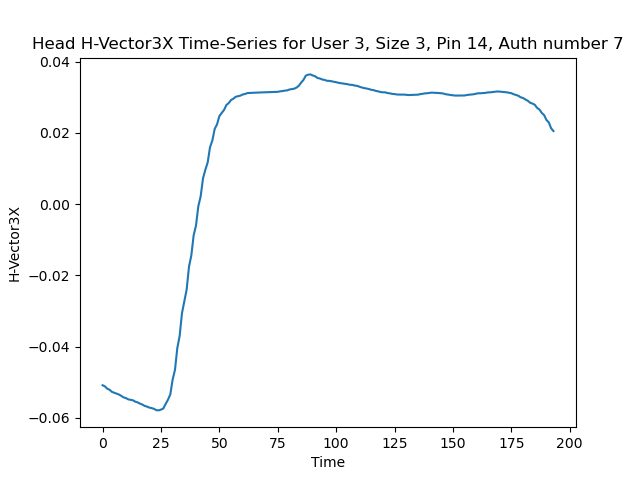 Head H-Vector3X Time-Series for User 3, Size 3, Pin 14, Auth number 7
0.04
0.02
0.00
−0.02
−0.04
−0.06
H-Vector3X
0 25 50 75 100 125 150 175 200
Time